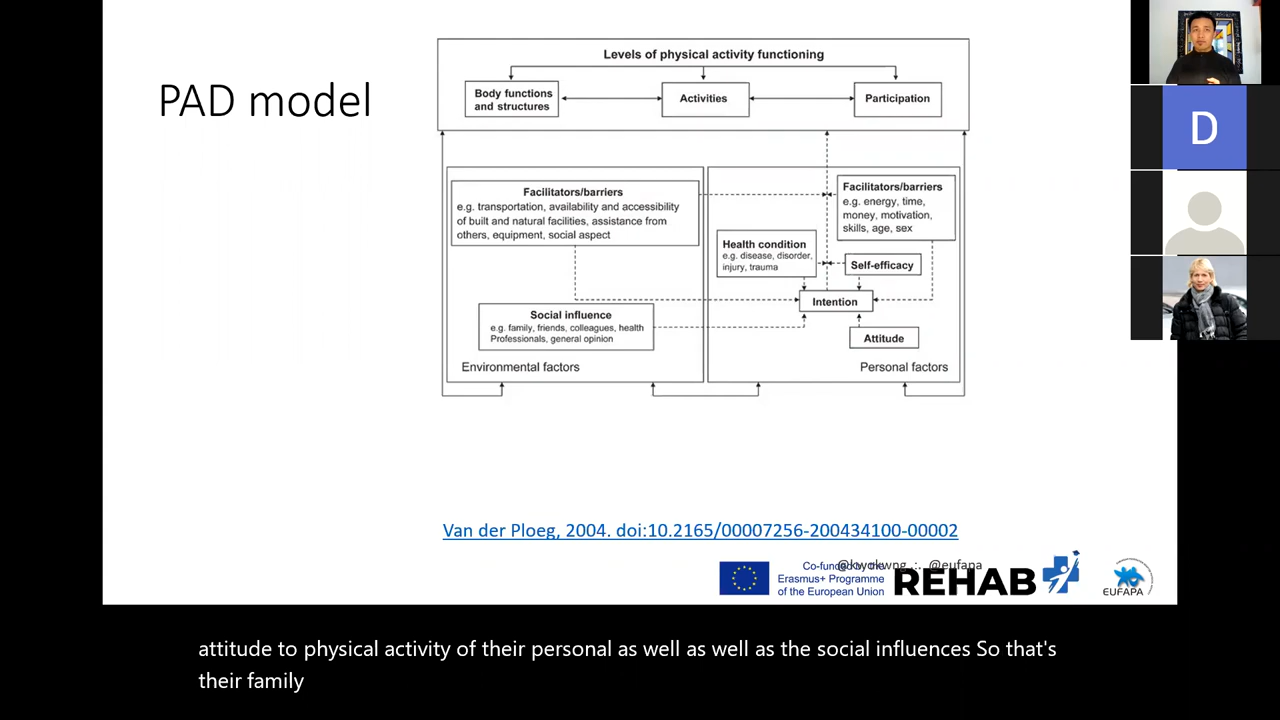 PAD model
Levels of physical activity functioning
Body functions
and structures
Activities
Participation
Facilitators/barriers
e.g. transportation, availability and accessibility
of built and natural facilities, assistance from
others, equipment, social aspect
Facilitators/barriers
e.g. energy, time,
money, motivation,
skills, age, sex
Health condition
e.g. disease, disorder,
injury, trauma
Self-efficacy
Intention
Social influence
e.g. family, friends, colleagues, health
Professionals, general opinion
Attitude
Environmental factors
Personal factors
Van der Ploeg, 2004. doi:10.2165/00007256-200434100-00002
@kwokwng .:. @eufapa
Co-funded by the
Erasmus+ Programme
of the European Union
REHAB
EUFAPA
D
attitude to physical activity of their personal as well as well as the social influences So that's
their family